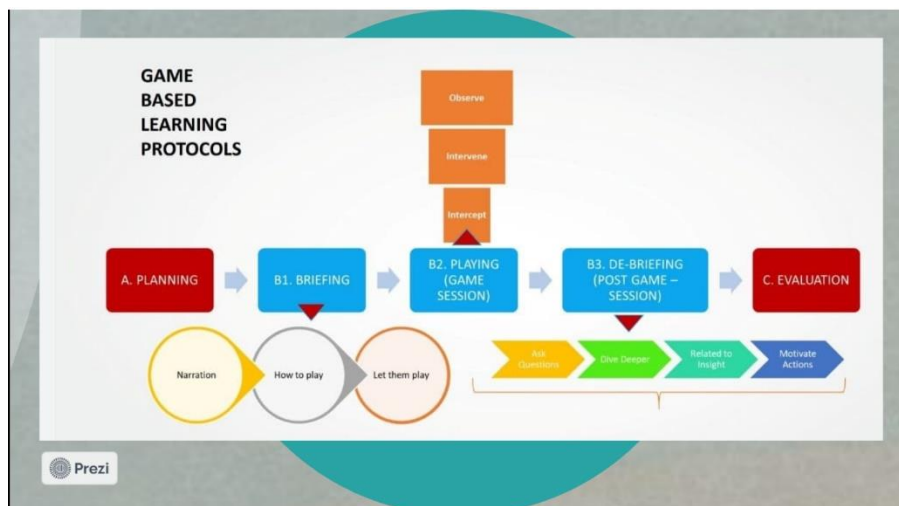 GAME
BASED
LEARNING
PROTOCOLS
Observe
Intervene
Intercept
A. PLANNING
B1. BRIEFING
B2. PLAYING
(GAME
SESSION)
B3. DE-BRIEFING
(POST GAME –
SESSION)
C. EVALUATION
Narration
How to play
Let them play
Ask
Questions
Dive Deeper
Related to
Insight
Motivate
Actions
Prezi